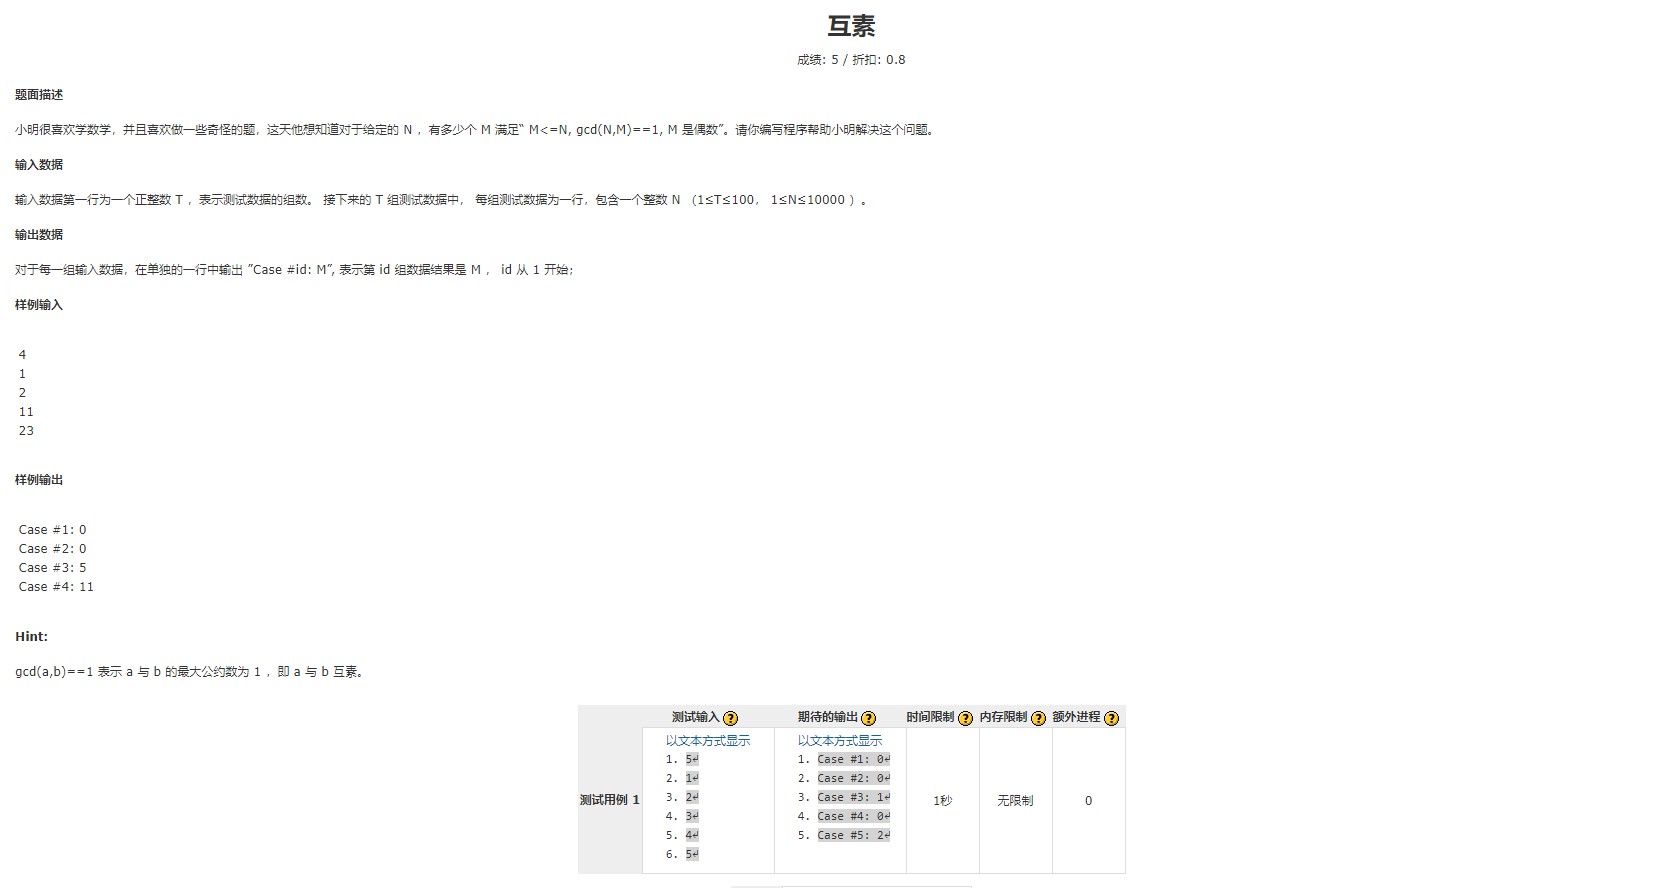 互素
成绩: 5 / 折扣: 0.8
题面描述
小明很喜欢学数学，并且喜欢做一些奇怪的题，这天他想知道对于给定的 N ，有多少个 M 满足“ M<=N, gcd(N,M)==1, M 是偶数”。请你编写程序帮助小明解决这个问题。
输入数据
输入数据第一行为一个正整数 T ，表示测试数据的组数。 接下来的 T 组测试数据中， 每组测试数据为一行，包含一个整数 N （1≤T≤100， 1≤N≤10000 ）。
输出数据
对于每一组输入数据，在单独的一行中输出 ”Case #id: M”, 表示第 id 组数据结果是 M ， id 从 1 开始;
样例输入
4
1
2
11
23
样例输出
Case #1: 0
Case #2: 0
Case #3: 5
Case #4: 11
Hint:
gcd(a,b)==1 表示 a 与 b 的最大公约数为 1 ，即 a 与 b 互素。
测试输入 ? 期待的输出 ? 时间限制 ? 内存限制 ? 额外进程 ?
以文本方式显示 以文本方式显示
1. 5↵ 1. Case #1: 0↵
2. 1↵ 2. Case #2: 0↵
3. 2↵ 3. Case #3: 1↵
测试用例 1 1秒 无限制 0
4. 3↵ 4. Case #4: 0↵
5. 4↵ 5. Case #5: 2↵
6. 5↵